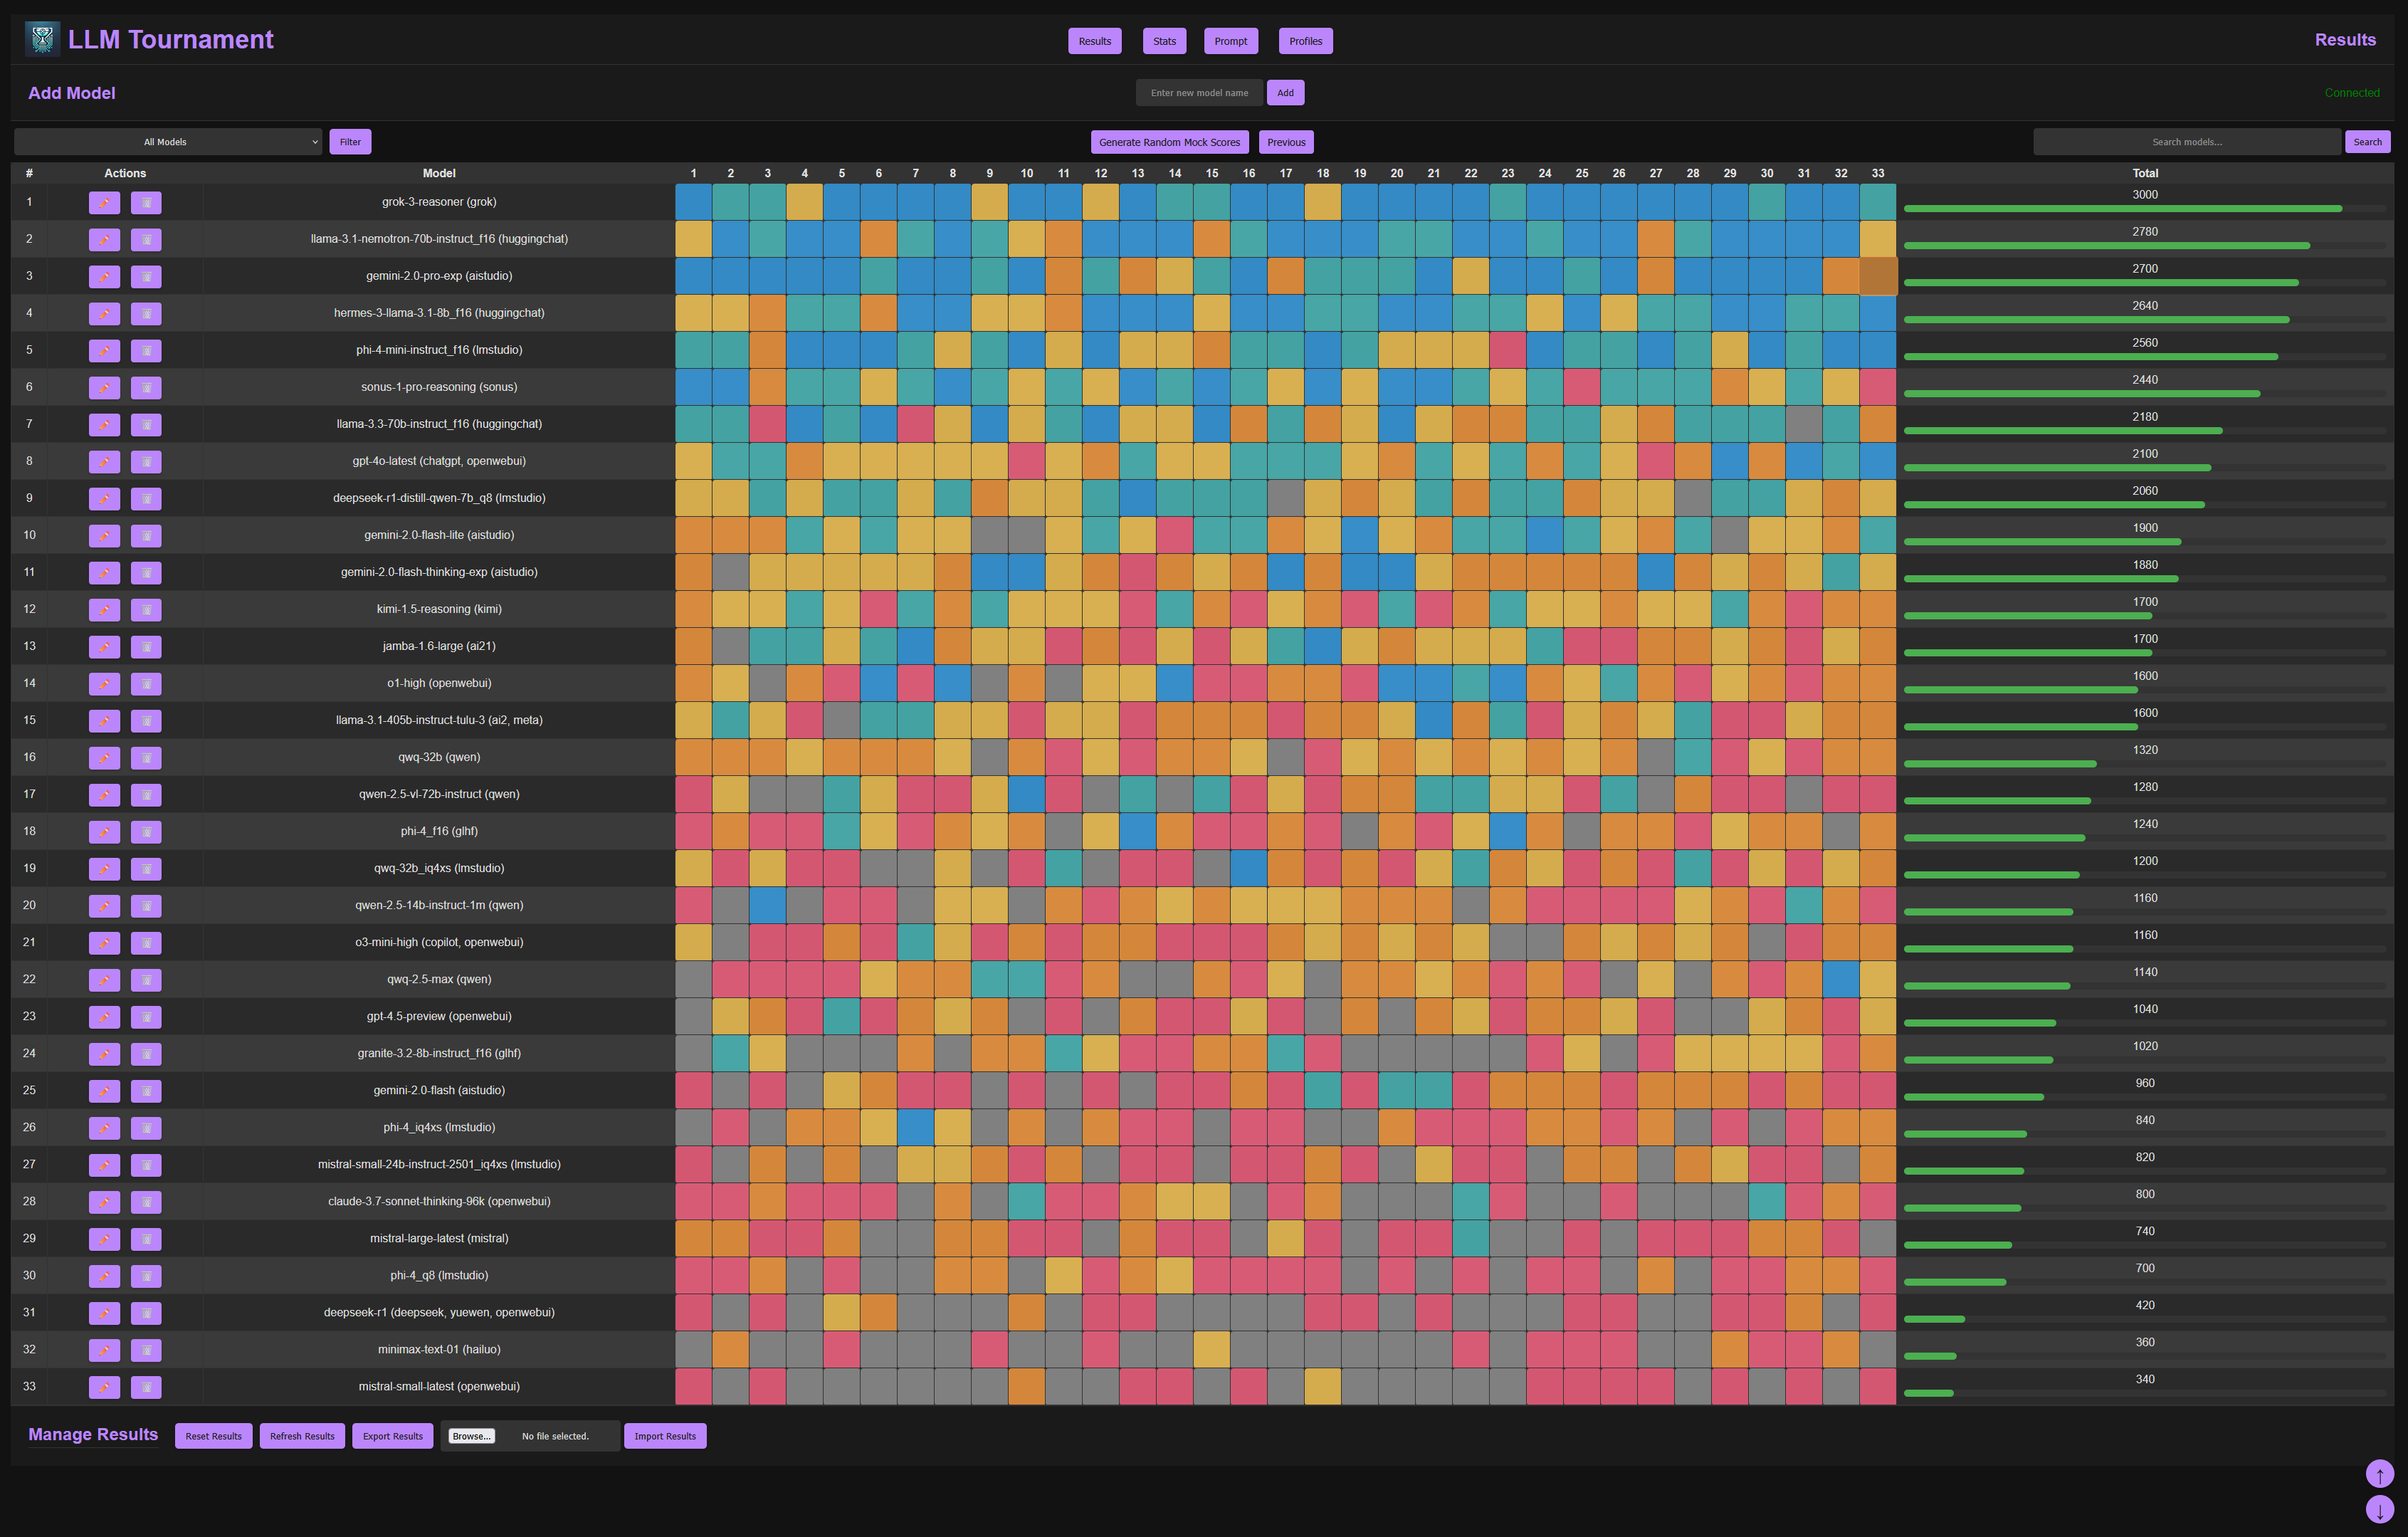 LLM Tournament Results Stats Prompt Profiles Results
Add Model Enter new model name Add Connected
All Models Filter Generate Random Mock Scores Previous Search models... Search
# Actions Model 1 2 3 4 5 6 7 8 9 10 11 12 13 14 15 16 17 18 19 20 21 22 23 24 25 26 27 28 29 30 31 32 33 Total
1 grok-3-reasoner (grok) 3000
2 llama-3.1-nemotron-70b-instruct_f16 (huggingchat) 2780
3 gemini-2.0-pro-exp (aistudio) 2700
4 hermes-3-llama-3.1-8b_f16 (huggingchat) 2640
5 phi-4-mini-instruct_f16 (lmstudio) 2560
6 sonus-1-pro-reasoning (sonus) 2440
7 llama-3.3-70b-instruct_f16 (huggingchat) 2180
8 gpt-4o-latest (chatgpt, openwebui) 2100
9 deepseek-r1-distill-qwen-7b_q8 (lmstudio) 2060
10 gemini-2.0-flash-lite (aistudio) 1900
11 gemini-2.0-flash-thinking-exp (aistudio) 1880
12 kimi-1.5-reasoning (kimi) 1700
13 jamba-1.6-large (ai21) 1700
14 o1-high (openwebui) 1600
15 llama-3.1-405b-instruct-tulu-3 (ai2, meta) 1600
16 qwq-32b (qwen) 1320
17 qwen-2.5-vl-72b-instruct (qwen) 1280
18 phi-4_f16 (glhf) 1240
19 qwq-32b_iq4xs (lmstudio) 1200
20 qwen-2.5-14b-instruct-1m (qwen) 1160
21 o3-mini-high (copilot, openwebui) 1160
22 qwq-2.5-max (qwen) 1140
23 gpt-4.5-preview (openwebui) 1040
24 granite-3.2-8b-instruct_f16 (glhf) 1020
25 gemini-2.0-flash (aistudio) 960
26 phi-4_iq4xs (lmstudio) 840
27 mistral-small-24b-instruct-2501_iq4xs (lmstudio) 820
28 claude-3.7-sonnet-thinking-96k (openwebui) 800
29 mistral-large-latest (mistral) 740
30 phi-4_q8 (lmstudio) 700
31 deepseek-r1 (deepseek, yuewen, openwebui) 420
32 minimax-text-01 (hailuo) 360
33 mistral-small-latest (openwebui) 340
Manage Results Reset Results Refresh Results Export Results Browse... No file selected. Import Results
↑
↓